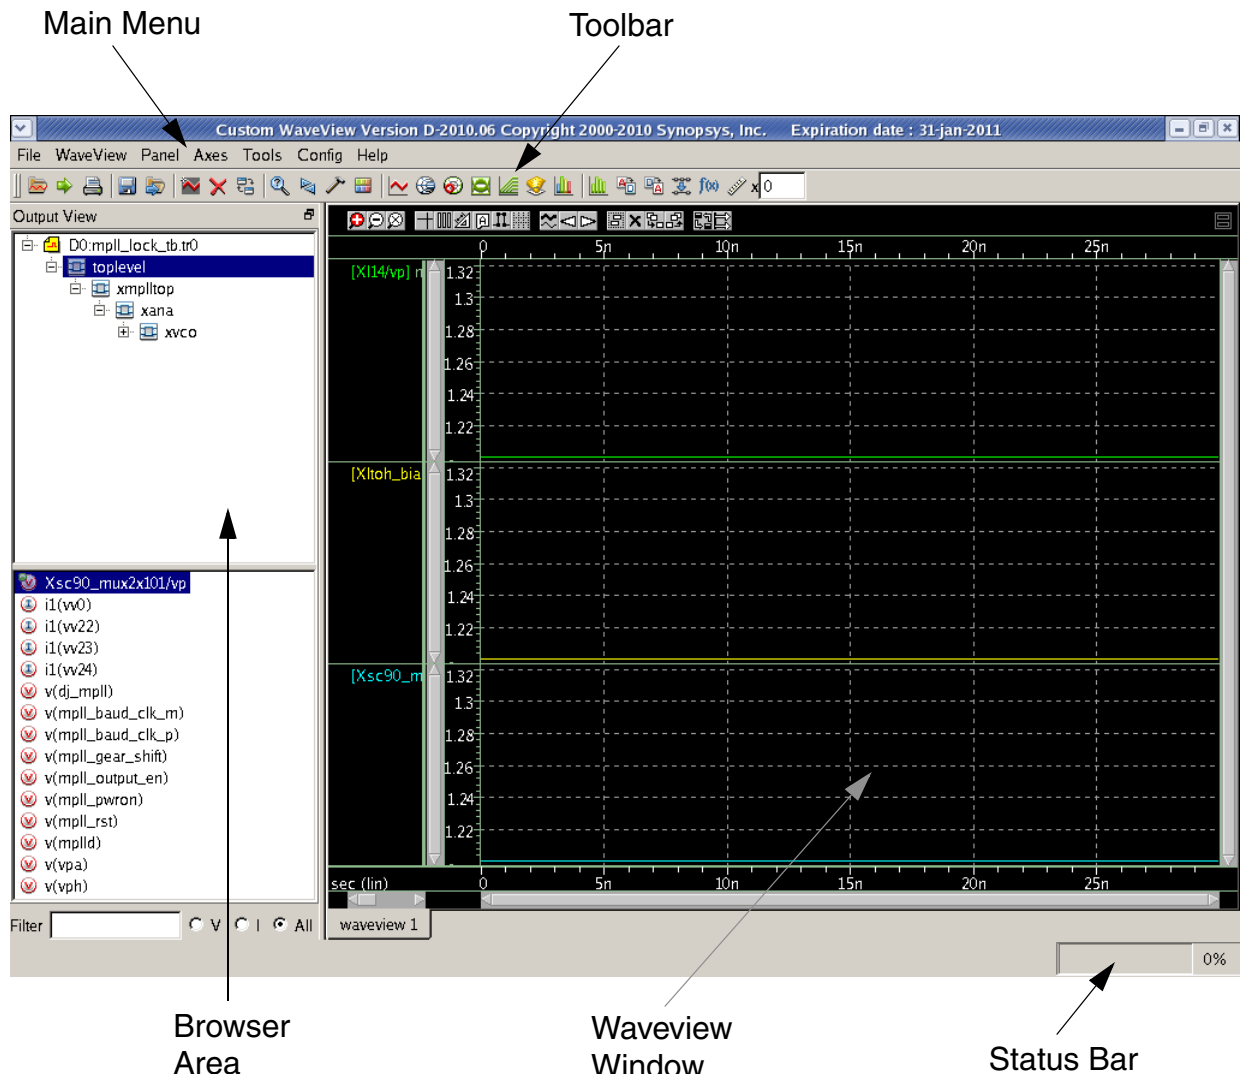 Main Menu
Toolbar
Custom WaveView Version D-2010.06 Copyright 2000-2010 Synopsys, Inc. Expiration date : 31-jan-2011
File WaveView Panel Axes Tools Config Help
f(x) x 0
Output View
D0:mpll_lock_tb.tr0
toplevel
xmplltop
xana
xvco
Xsc90_mux2x101/vp
i1(vv0)
i1(vv22)
i1(vv23)
i1(vv24)
v(dj_mpll)
v(mpll_baud_clk_m)
v(mpll_baud_clk_p)
v(mpll_gear_shift)
v(mpll_output_en)
v(mpll_pwron)
v(mpll_rst)
v(mplld)
v(vpa)
v(vph)
Filter V I All
0 5n 10n 15n 20n 25n
[XI14/vp]
1.32
1.3
1.28
1.26
1.24
1.22
[Xltoh_bia
1.32
1.3
1.28
1.26
1.24
1.22
[Xsc90_m
1.32
1.3
1.28
1.26
1.24
1.22
sec (lin) 0 5n 10n 15n 20n 25n
waveview 1
0%
Browser
Area
Waveview
Window
Status Bar